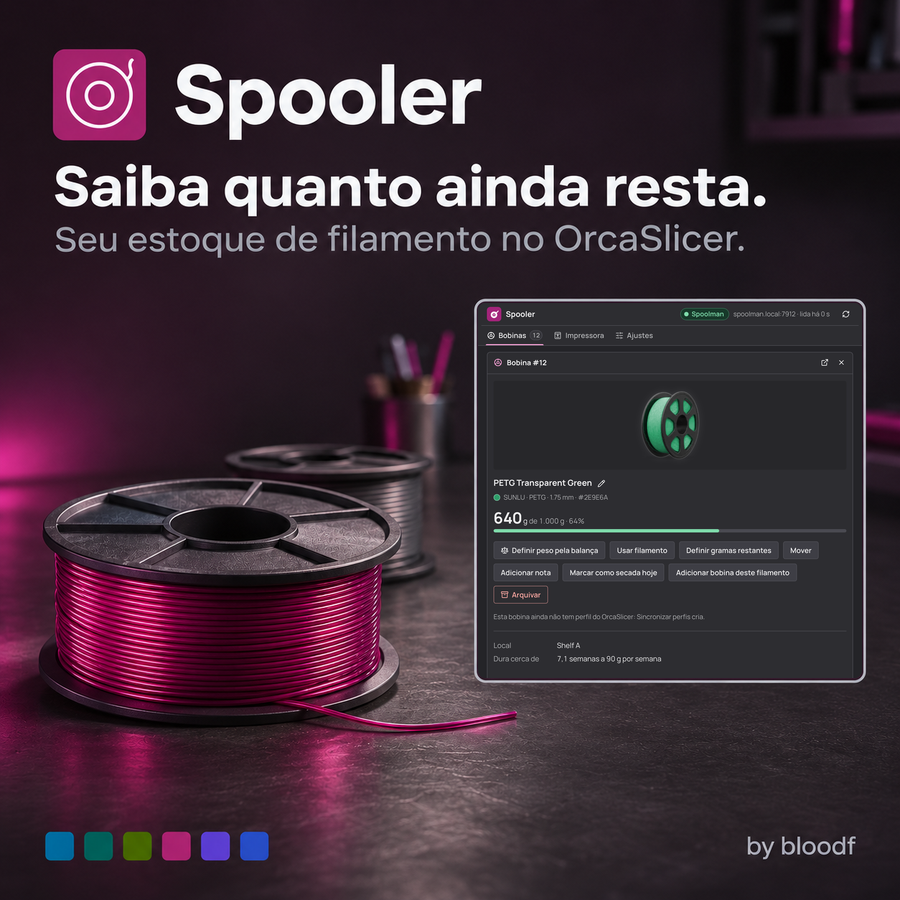 Spooler
Saiba quanto ainda resta.
Seu estoque de filamento no OrcaSlicer.
Spooler
Spoolman
spoolman.local:7912 · lida há 0 s
Bobinas 12
Impressora
Ajustes
Bobina #12
PETG Transparent Green
SUNLU · PETG · 1.75 mm · #2E9E6A
640 g de 1.000 g · 64%
Definir peso pela balança
Usar filamento
Definir gramas restantes
Mover
Adicionar nota
Marcar como secada hoje
Adicionar bobina deste filamento
Arquivar
Esta bobina ainda não tem perfil do OrcaSlicer: Sincronizar perfis cria.
Local Shelf A
Dura cerca de 7,1 semanas a 90 g por semana
by bloodf